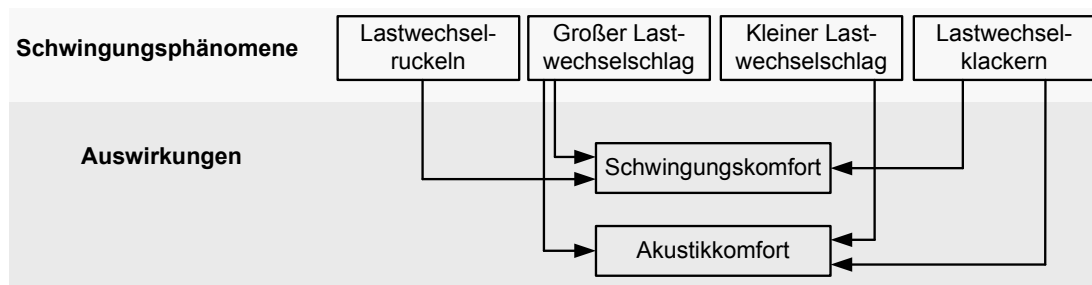 Schwingungsphänomene
Lastwechsel-
ruckeln
Großer Last-
wechselschlag
Kleiner Last-
wechselschlag
Lastwechsel-
klackern
Auswirkungen
Schwingungskomfort
Akustikkomfort